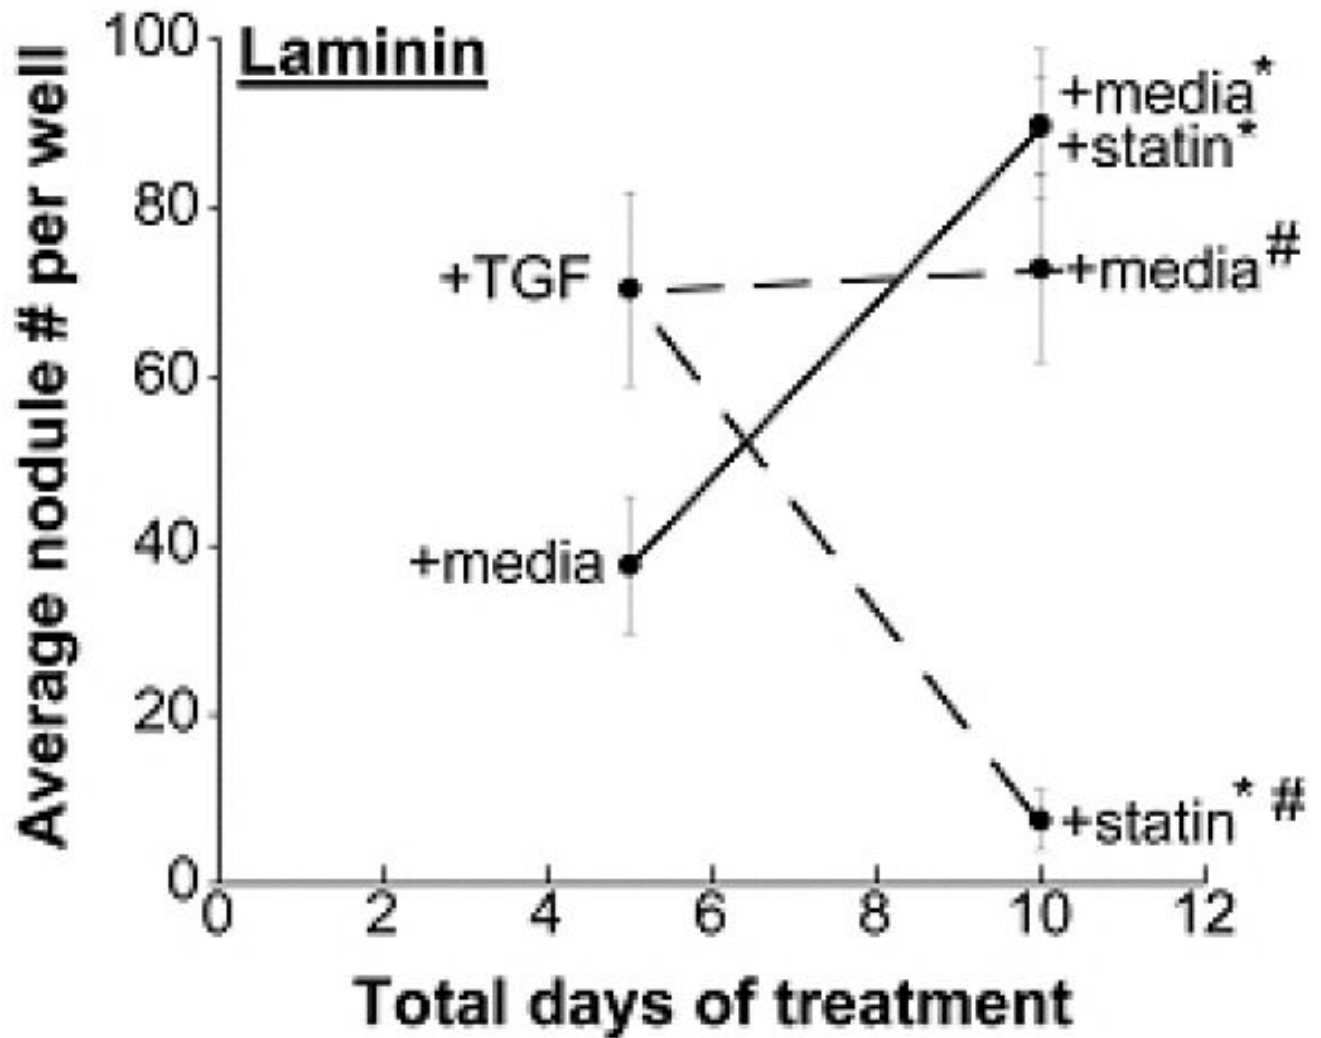 Laminin
Average nodule # per well
100
80
60
40
20
0
+media*
+statin*
+TGF
+media#
+media
+statin* #
0 2 4 6 8 10 12
Total days of treatment